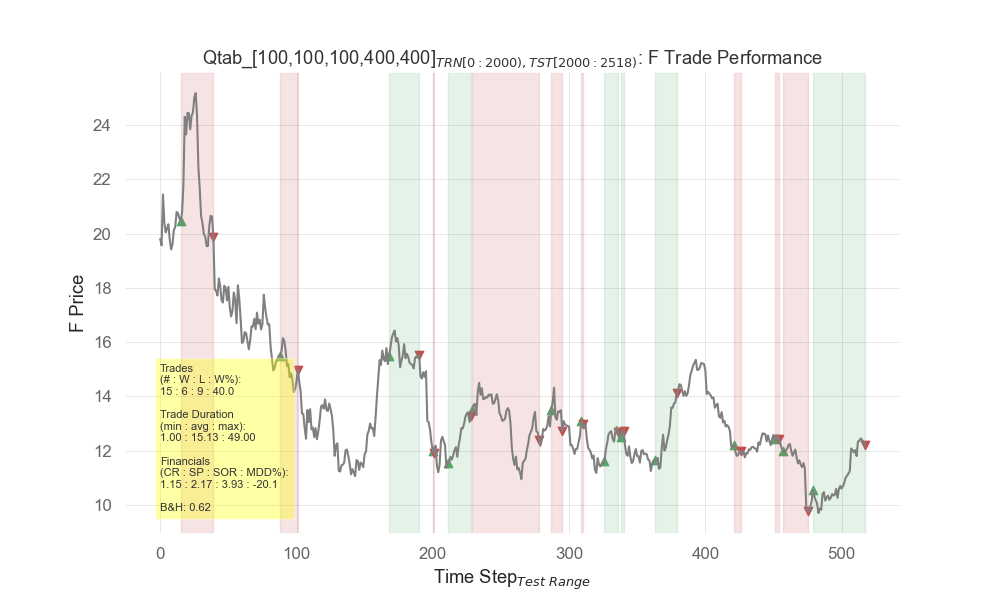 Qtab_[100,100,100,400,400]TRN[0 : 2000), TST[2000 : 2518): F Trade Performance
F Price
24
22
20
18
16
14
12
10
Trades
(# : W : L : W%):
15 : 6 : 9 : 40.0
Trade Duration
(min : avg : max):
1.00 : 15.13 : 49.00
Financials
(CR : SP : SOR : MDD%):
1.15 : 2.17 : 3.93 : -20.1
B&H: 0.62
0 100 200 300 400 500
Time StepTest Range